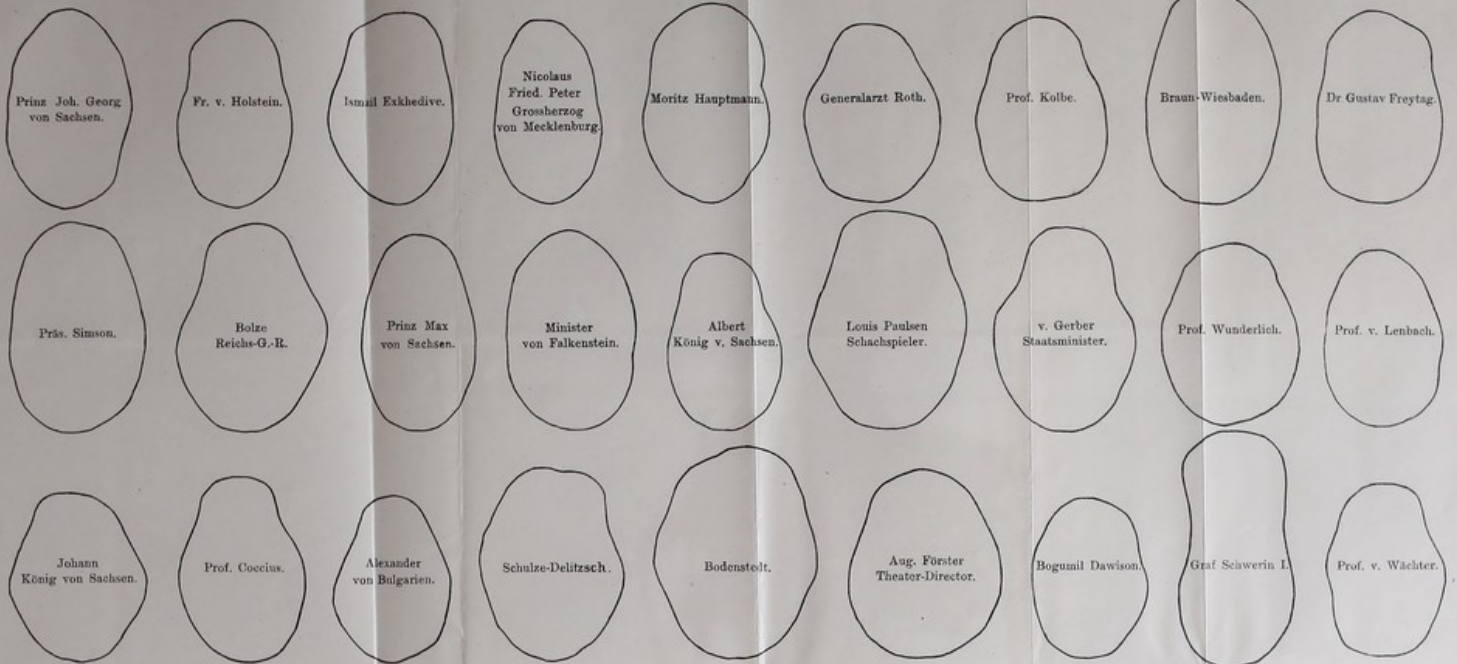 Prinz Joh. Georg
von Sachsen.
Fr. v. Holstein.
Ismail Exkhedive.
Nicolaus
Fried. Peter
Grossherzog
von Mecklenburg.
Moritz Hauptmann.
Generalarzt Roth.
Prof. Kolbe.
Braun-Wiesbaden.
Dr Gustav Freytag.
Präs. Simson.
Bolze
Reichs-G.-R.
Prinz Max
von Sachsen.
Minister
von Falkenstein.
Albert
König v. Sachsen.
Louis Paulsen
Schachspieler.
v. Gerber
Staatsminister.
Prof. Wunderlich.
Prof. v. Lenbach.
Johann
König von Sachsen.
Prof. Coccius.
Alexander
von Bulgarien.
Schulze-Delitzsch.
Bodenstedt.
Aug. Förster
Theater-Director.
Bogumil Dawison.
Graf Schwerin I.
Prof. v. Wächter.